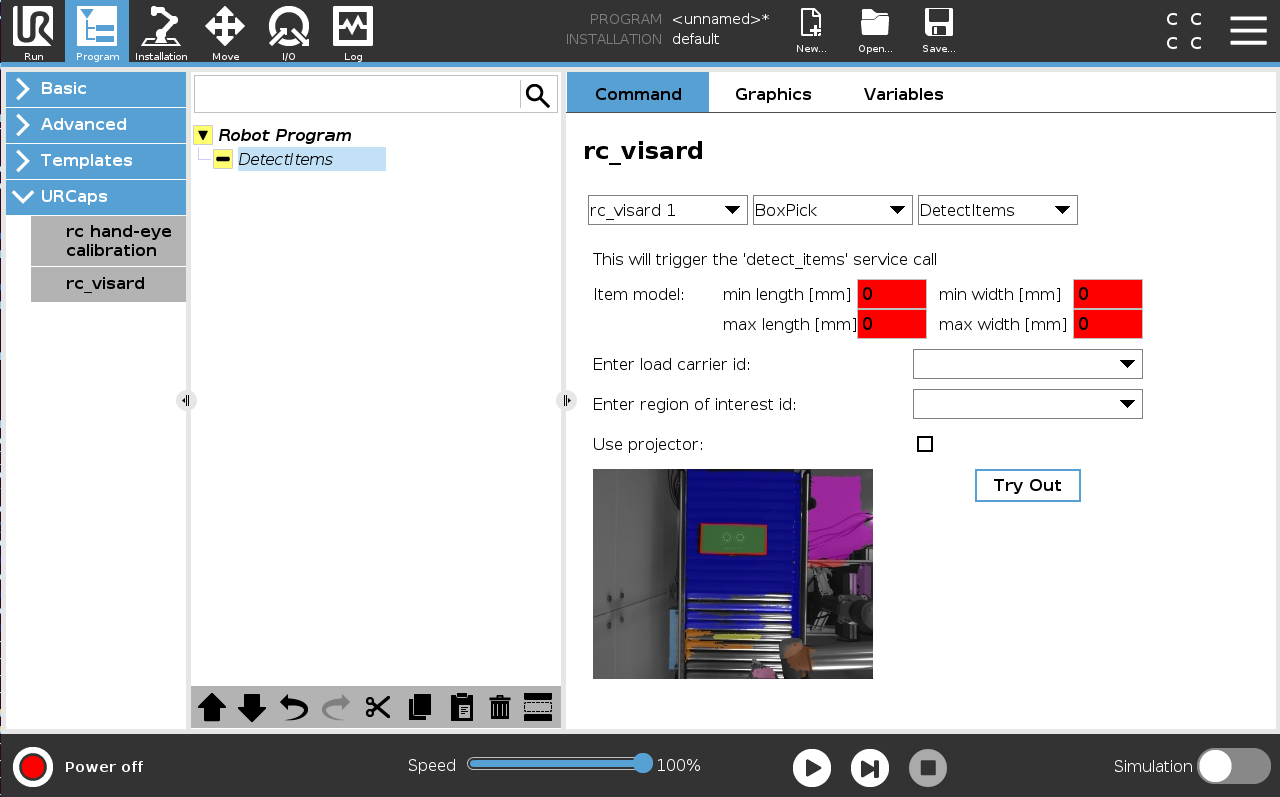 PROGRAM <unnamed>*
INSTALLATION default
C C
C C
UR
Run Program Installation Move I/O Log New... Open... Save...
Basic
Advanced
Templates
URCaps
rc hand-eye
calibration
rc_visard
Robot Program
DetectItems
Command Graphics Variables
rc_visard
rc_visard 1 BoxPick DetectItems
This will trigger the 'detect_items' service call
Item model: min length [mm] 0 min width [mm] 0
max length [mm] 0 max width [mm] 0
Enter load carrier id:
Enter region of interest id:
Use projector:
Try Out
Power off Speed 100% Simulation